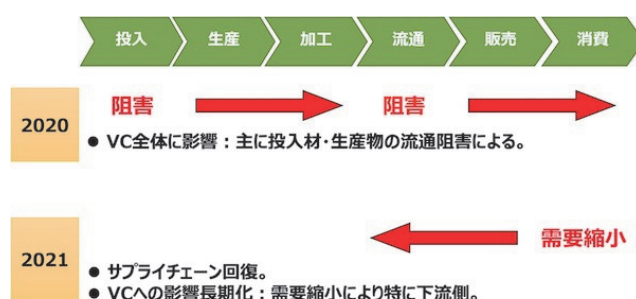 投入 生産 加工 流通 販売 消費
阻害 阻害
2020
● VC全体に影響：主に投入材・生産物の流通阻害による。
需要縮小
2021
● サプライチェーン回復。
● VCへの影響長期化：需要縮小により特に下流側。